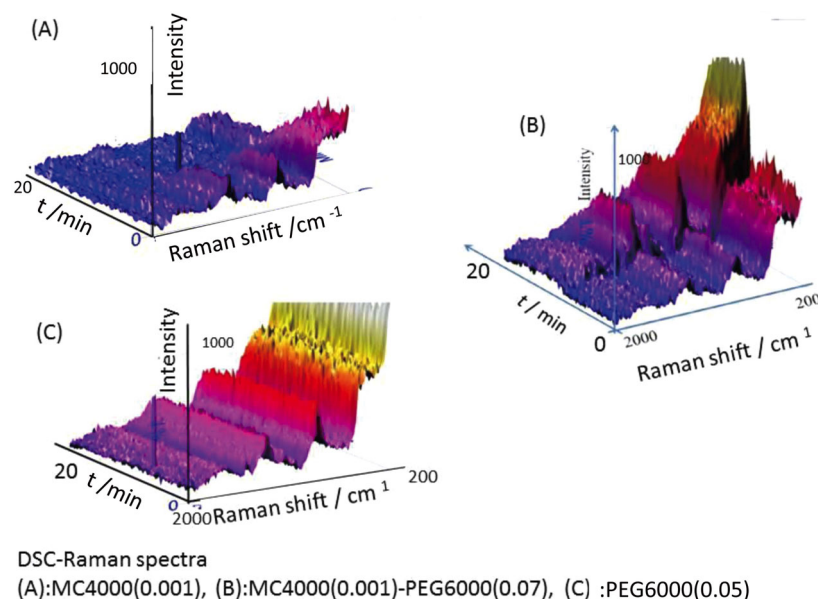 (A)
Intensity
1000
20
t /min
0
Raman shift /cm -1
(B)
Intensity
1000
20
t /min
0
2000
200
Raman shift / cm 1
(C)
Intensity
1000
20
t /min
0
2000
200
Raman shift / cm 1
DSC-Raman spectra
(A):MC4000(0.001), (B):MC4000(0.001)-PEG6000(0.07), (C) :PEG6000(0.05)